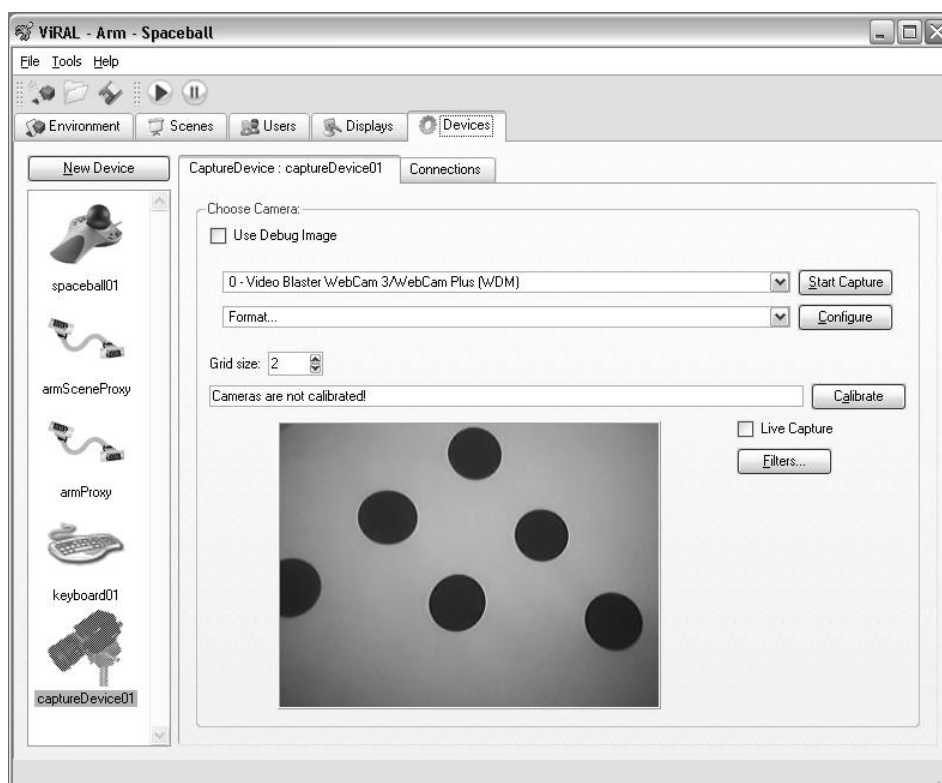 ViRAL - Arm - Spaceball
File Tools Help
Environment Scenes Users Displays Devices
New Device
CaptureDevice : captureDevice01 Connections
Choose Camera:
Use Debug Image
spaceball01
0 - Video Blaster WebCam 3/WebCam Plus (WDM) Start Capture
Format... Configure
Grid size: 2
armSceneProxy
Cameras are not calibrated! Calibrate
Live Capture
Filters...
armProxy
keyboard01
captureDevice01